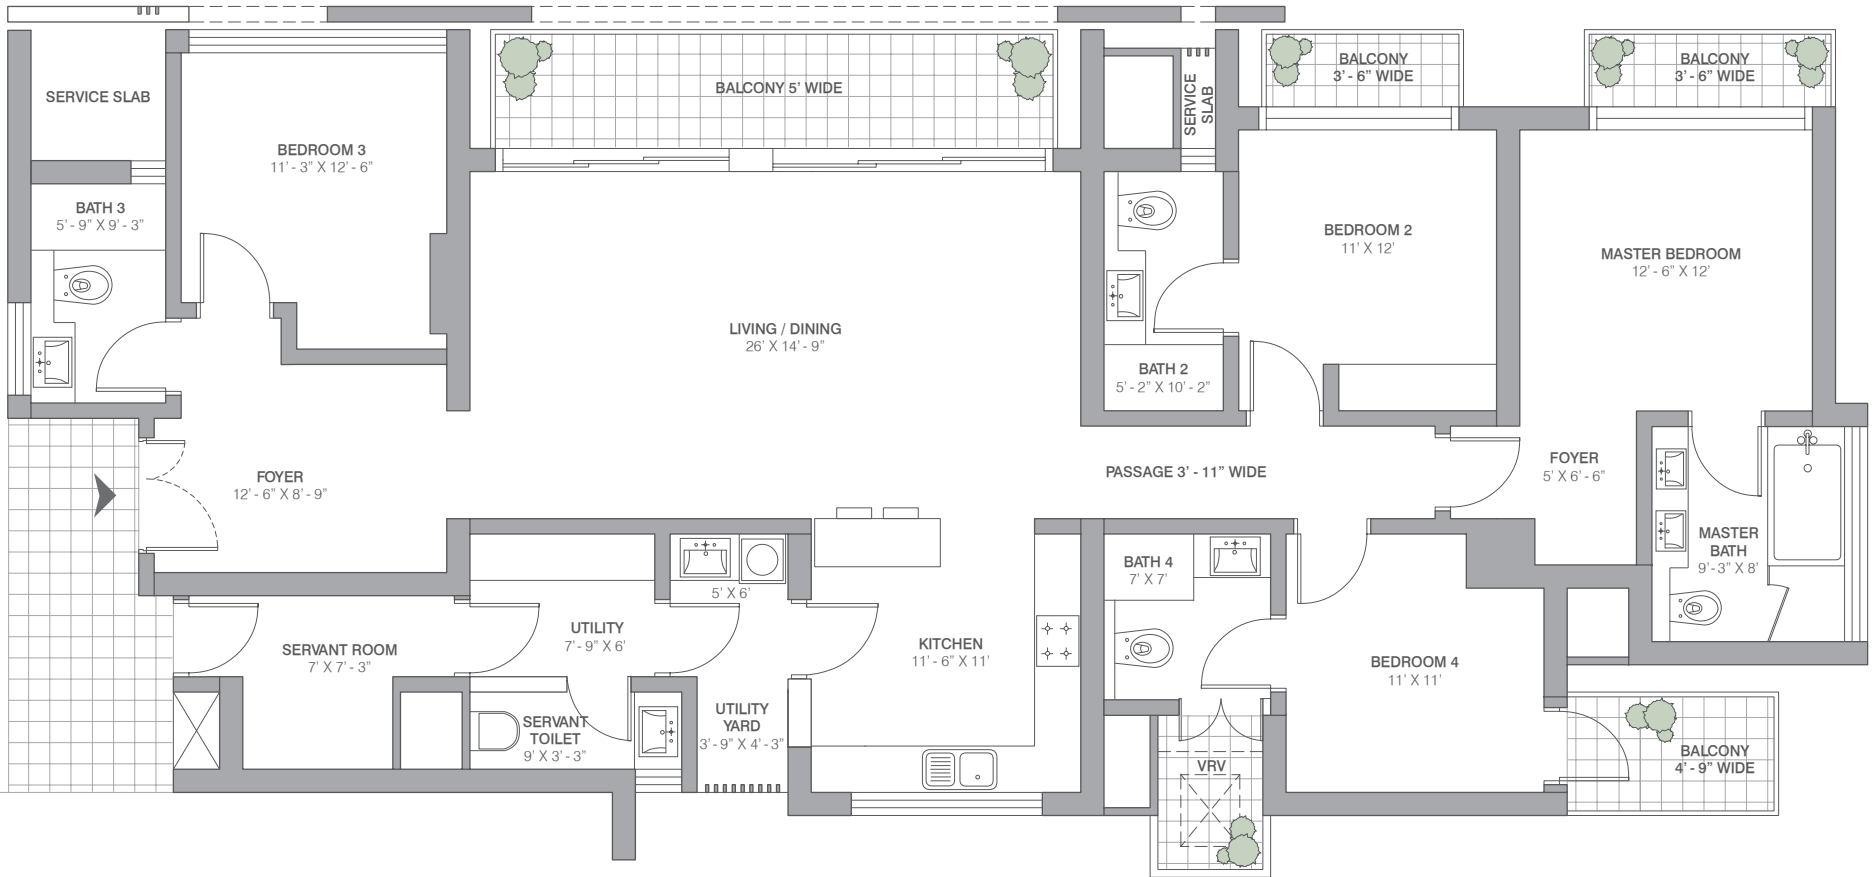 SERVICE SLAB
BEDROOM 3
11' - 3" X 12' - 6"
BALCONY 5' WIDE
SERVICE
SLAB
BALCONY
3' - 6" WIDE
BALCONY
3' - 6" WIDE
BATH 3
5' - 9" X 9' - 3"
BEDROOM 2
11' X 12'
MASTER BEDROOM
12' - 6" X 12'
LIVING / DINING
26' X 14' - 9"
BATH 2
5' - 2" X 10' - 2"
FOYER
12' - 6" X 8' - 9"
PASSAGE 3' - 11" WIDE
FOYER
5' X 6' - 6"
MASTER
BATH
9' - 3" X 8'
BATH 4
7' X 7'
5' X 6'
SERVANT ROOM
7' X 7' - 3"
UTILITY
7' - 9" X 6'
KITCHEN
11' - 6" X 11'
BEDROOM 4
11' X 11'
SERVANT
TOILET
9' X 3' - 3"
UTILITY
YARD
3' - 9" X 4' - 3"
VRV
BALCONY
4' - 9" WIDE